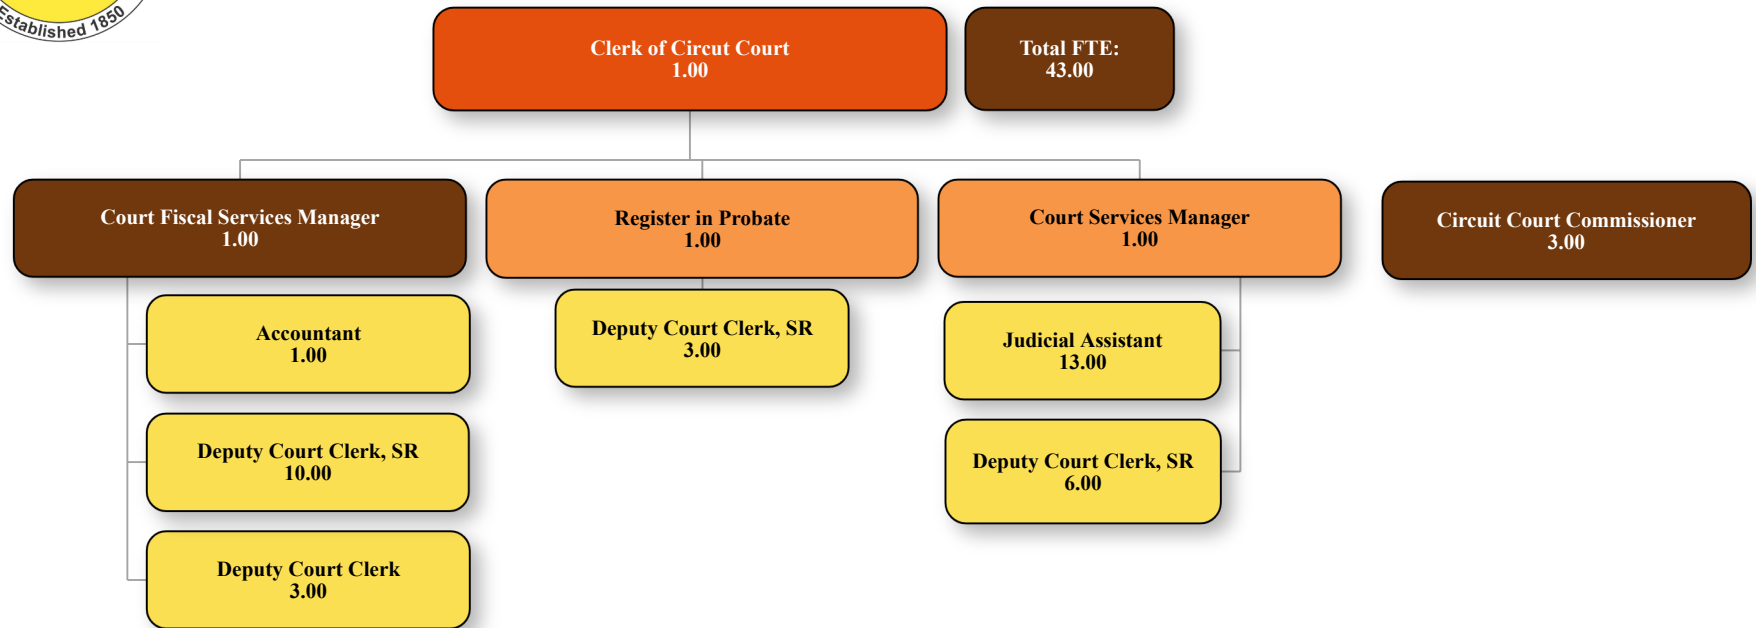 Established 1850
Clerk of Circut Court
1.00
Total FTE:
43.00
Court Fiscal Services Manager
1.00
Register in Probate
1.00
Court Services Manager
1.00
Circuit Court Commissioner
3.00
Accountant
1.00
Deputy Court Clerk, SR
3.00
Judicial Assistant
13.00
Deputy Court Clerk, SR
10.00
Deputy Court Clerk, SR
6.00
Deputy Court Clerk
3.00